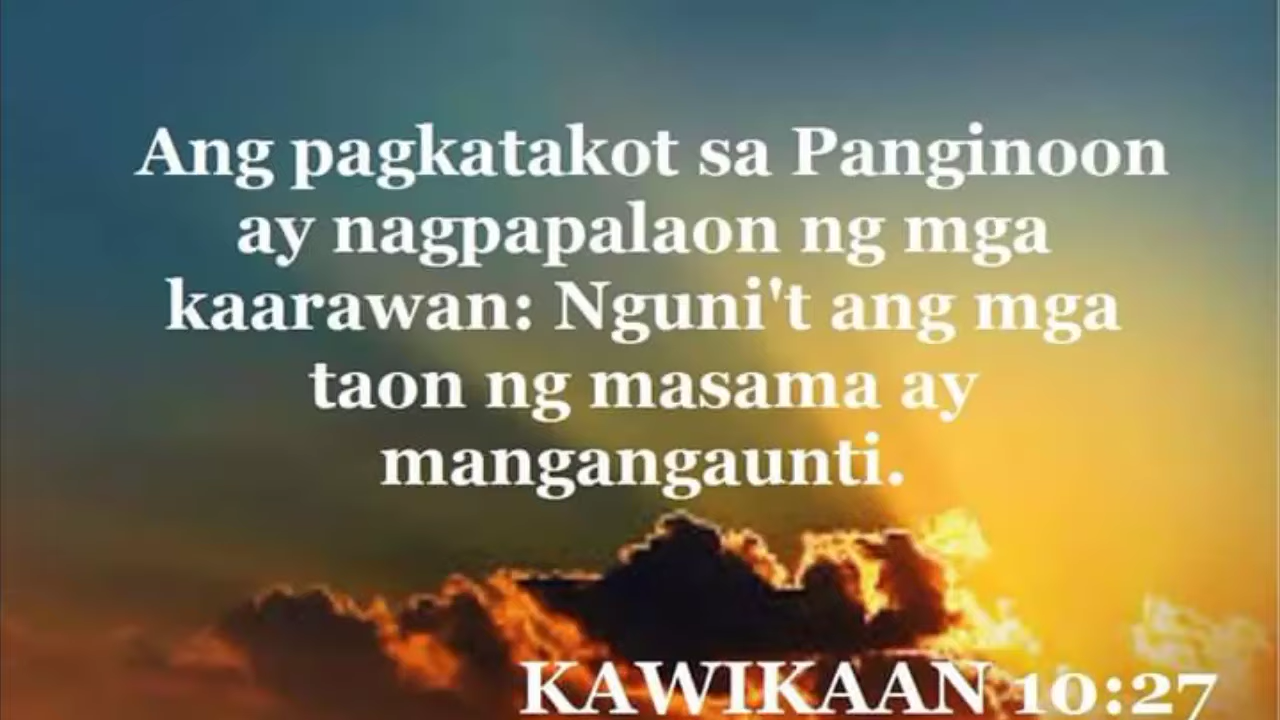 Ang pagkatakot sa Panginoon
ay nagpapalaon ng mga
kaarawan: Nguni't ang mga
taon ng masama ay
mangangaunti.
KAWIKAAN 10:27